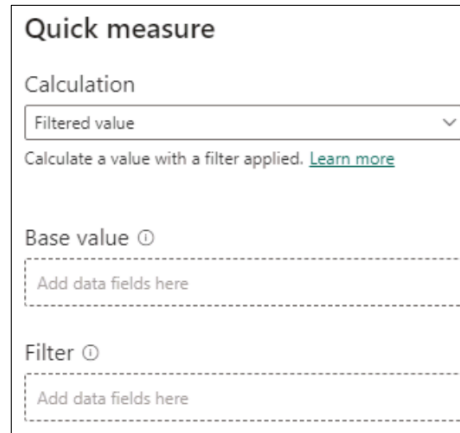 Quick measure
Calculation
Filtered value
Calculate a value with a filter applied. Learn more
Base value
Add data fields here
Filter
Add data fields here